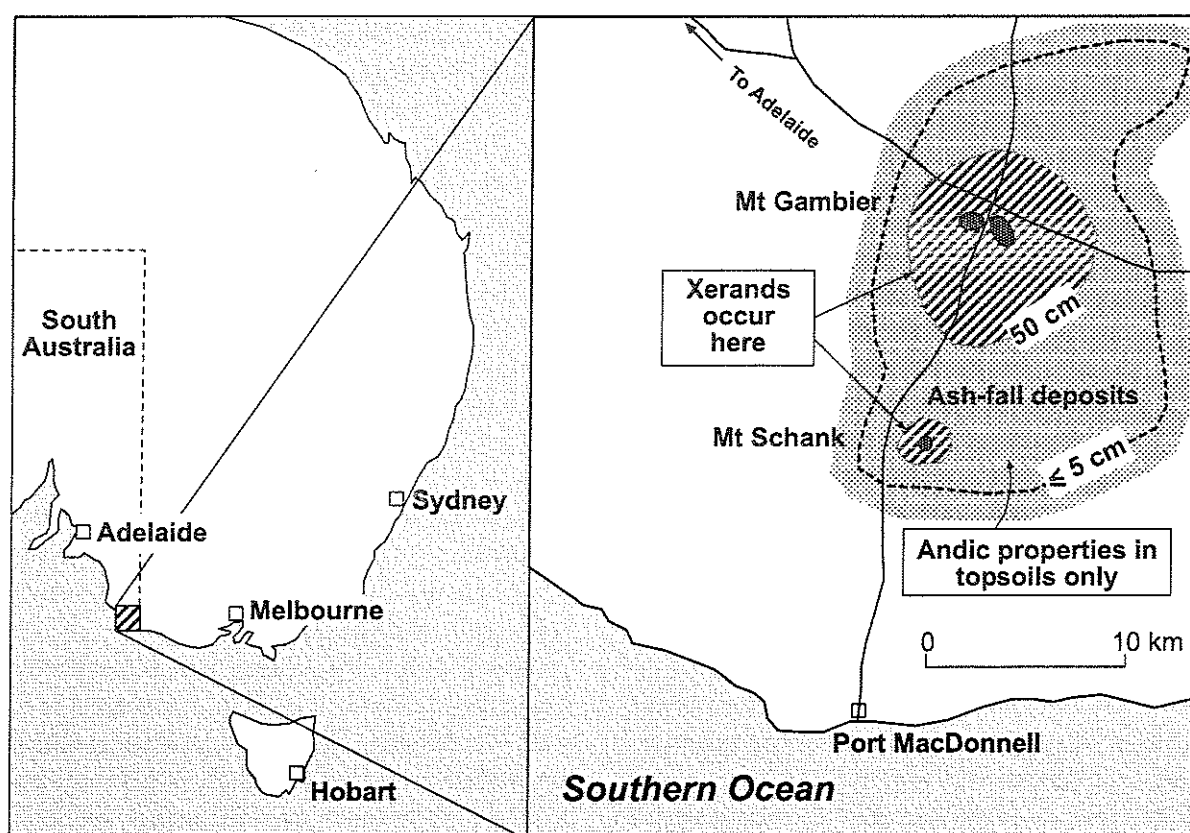 South
Australia
Adelaide
Sydney
Melbourne
Hobart
To Adelaide
Mt Gambier
Xerands
occur
here
50 cm
Ash-fall deposits
Mt Schank
≤ 5 cm
Andic properties in
topsoils only
0 10 km
Port MacDonnell
Southern Ocean